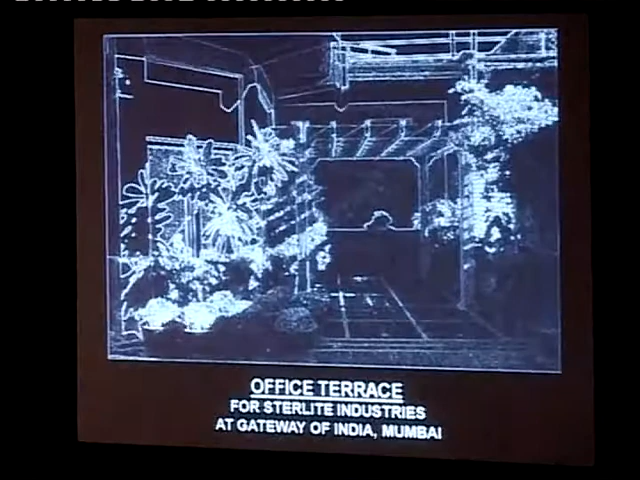 OFFICE TERRACE
FOR STERLITE INDUSTRIES
AT GATEWAY OF INDIA, MUMBAI